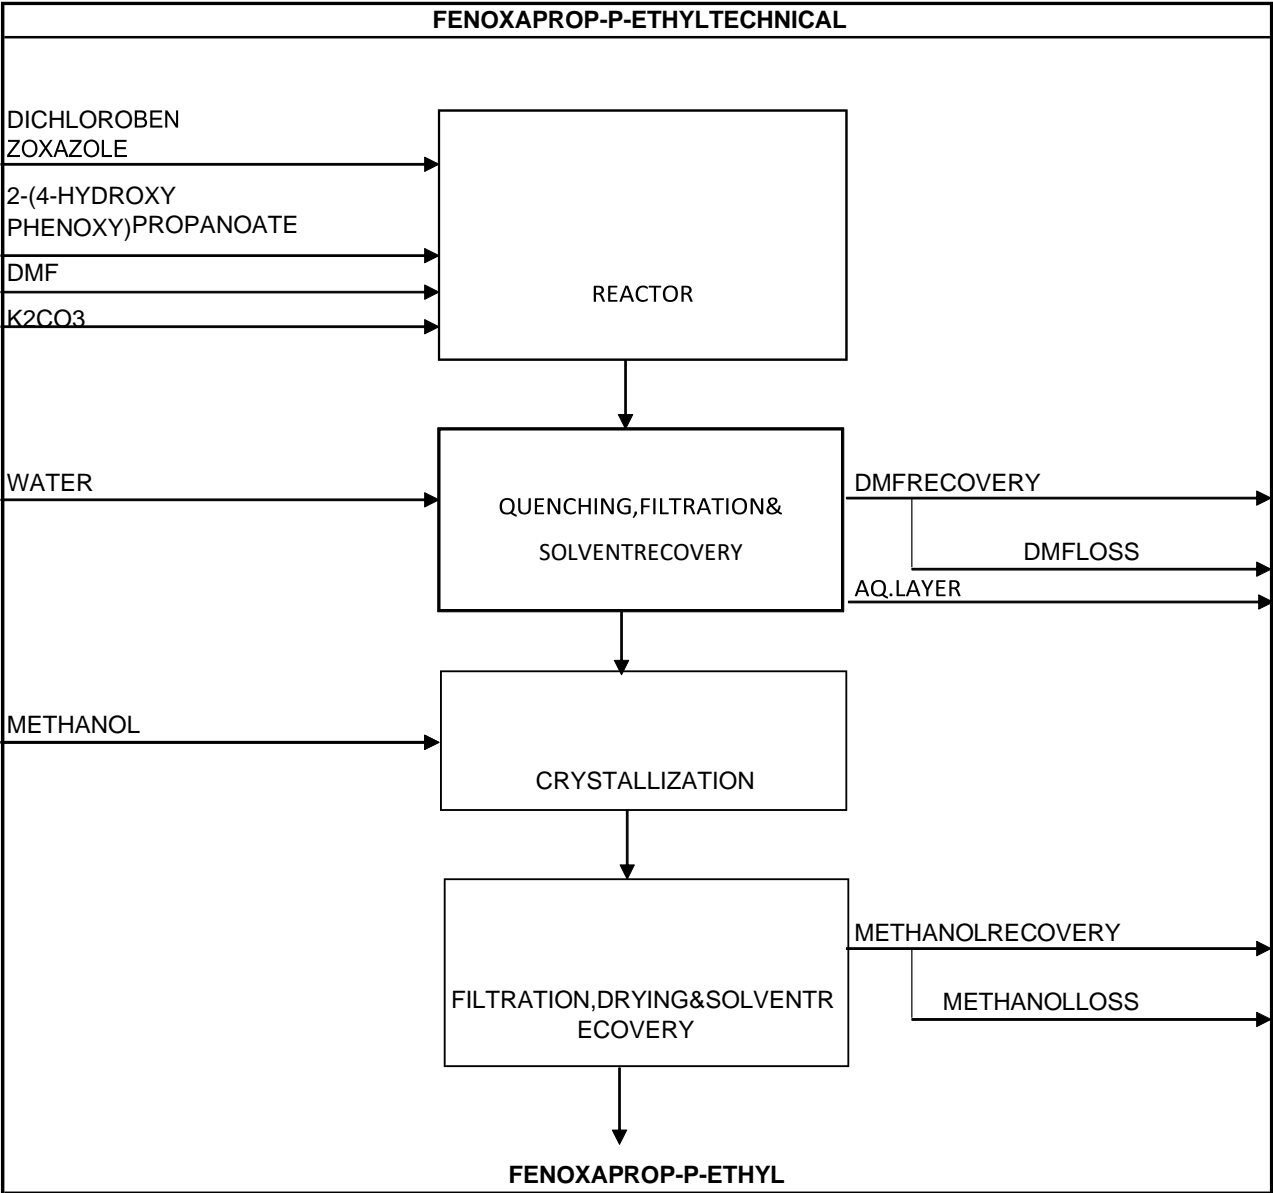 FENOXAPROP-P-ETHYLTECHNICAL
DICHLOROBEN
ZOXAZOLE
2-(4-HYDROXY
PHENOXY)PROPANOATE
DMF
K2CO3
REACTOR
WATER
QUENCHING,FILTRATION&
SOLVENTRECOVERY
DMFRECOVERY
DMFLOSS
AQ.LAYER
METHANOL
CRYSTALLIZATION
FILTRATION,DRYING&SOLVENTR
ECOVERY
METHANOLRECOVERY
METHANOLLOSS
FENOXAPROP-P-ETHYL